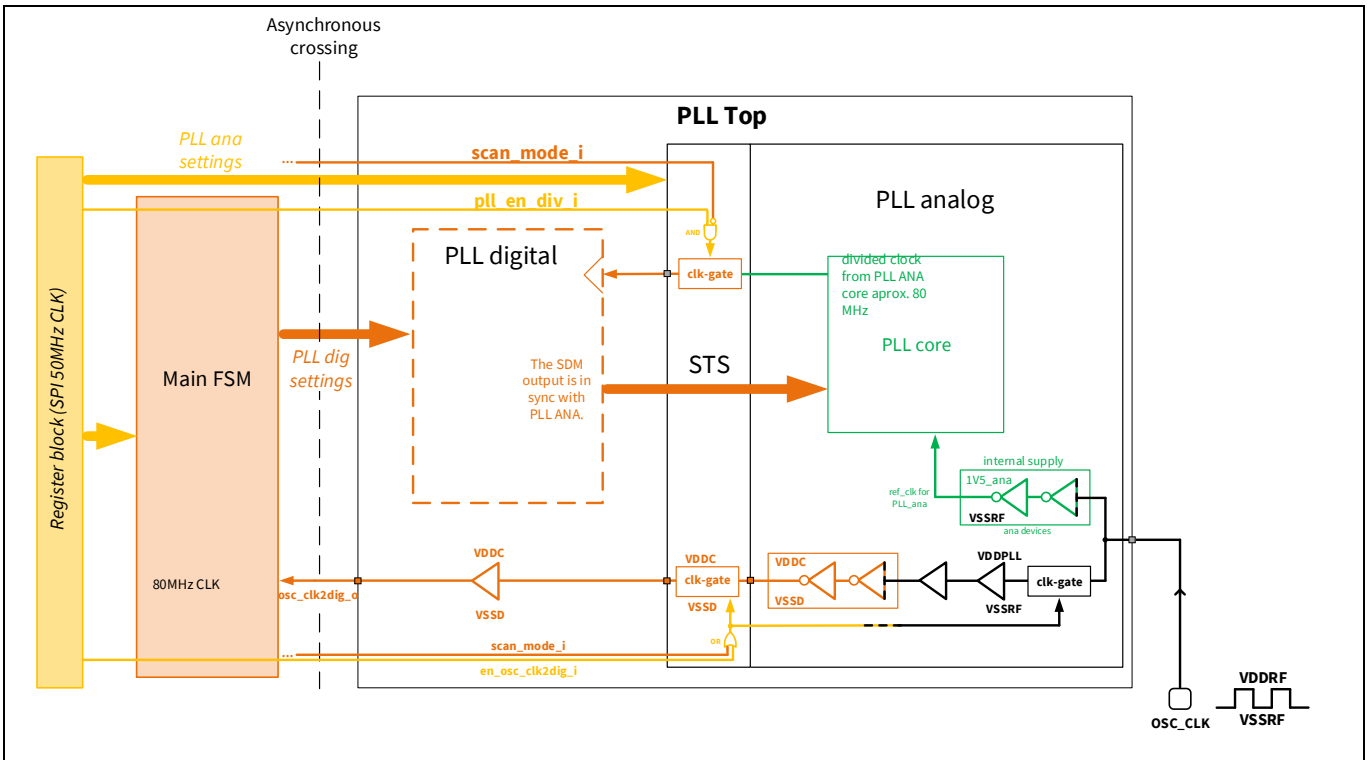 Asynchronous
crossing
PLL Top
PLL ana
settings
...
scan_mode_i
pll_en_div_i
PLL analog
AND
PLL digital
clk-gate
divided clock
from PLL ANA
core aprox. 80
MHz
PLL core
Register block (SPI 50MHz CLK)
Main FSM
PLL dig
settings
The SDM
output is in
sync with
PLL ANA.
STS
internal supply
1V5_ana
ref_clk for
PLL_ana
VSSRF
ana devices
VDDC
VDDC
VDDC
VDDPLL
80MHz CLK
osc_clk2dig_o
clk-gate
clk-gate
VSSD
VSSD
VSSD
VSSRF
OR
...
scan_mode_i
en_osc_clk2dig_i
VDDRF
OSC_CLK
VSSRF